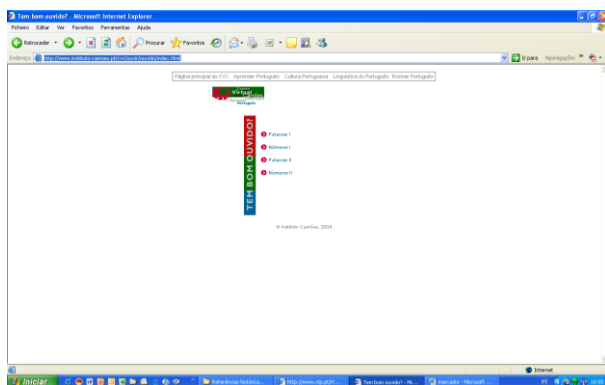 Tem bom ouvido? - Microsoft Internet Explorer
Ficheiro Editar Ver Favoritos Ferramentas Ajuda
Retroceder Procurar Favoritos
Endereço http://www.instituto-camoes.pt/cvc/ouvir/ouvido/index.html Ir para Hiperligações »
Página principal do CVC Aprender Português Cultura Portuguesa Linguística do Português Ensinar Português
Virtual
Português
TEM BOM OUVIDO?
Palavras I
Números I
Palavras II
Números II
© Instituto Camões, 2004
Internet
Iniciar Referências históric... http://www.rtp.pt/... Tem bom ouvido? - Mi... marcador - Microsoft ... PT